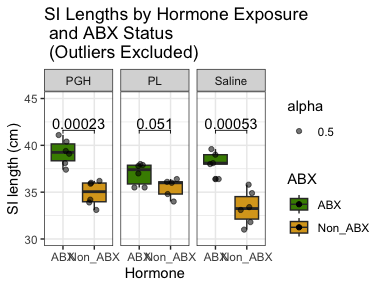 SI Lengths by Hormone Exposure
and ABX Status
(Outliers Excluded)
PGH
PL
Saline
45
40
35
30
0.00023
0.051
0.00053
SI length (cm)
ABX
Non_ABX
ABX
Non_ABX
ABX
Non_ABX
Hormone
alpha
0.5
ABX
ABX
Non_ABX